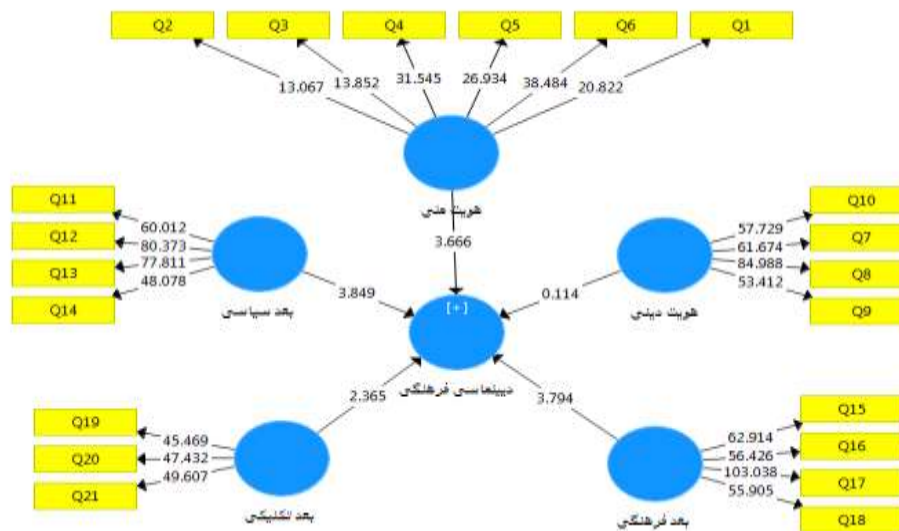 Q2 Q3 Q4 Q5 Q6 Q1
13.067 13.852 31.545 26.934 38.484 20.822
هویت ملی
3.666
Q11
Q12
Q13
Q14
60.012
80.373
77.811
48.078
بعد سیاسی
3.849
Q10
Q7
Q8
Q9
57.729
61.674
84.988
53.412
هویت دینی
0.114
[+]
دیپلماسی فرهنگی
Q19
Q20
Q21
45.469
47.432
49.607
بعد تکنیکی
2.365
Q15
Q16
Q17
Q18
62.914
56.426
103.038
55.905
بعد فرهنگی
3.794